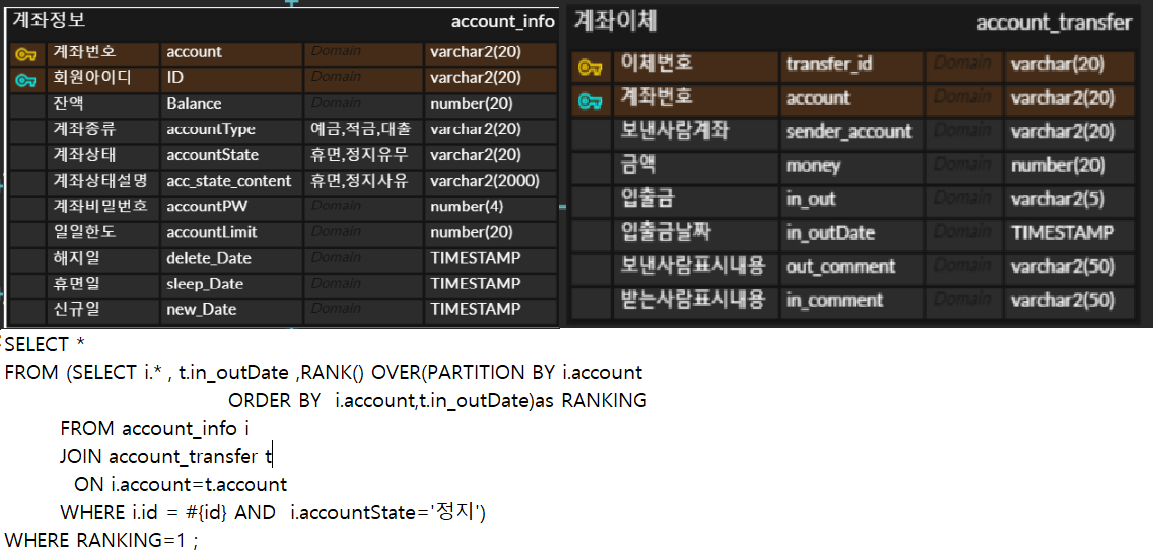 계좌정보 account_info
계좌번호 account Domain varchar2(20)
회원아이디 ID Domain varchar2(20)
잔액 Balance Domain number(20)
계좌종류 accountType 예금,적금,대출 varchar2(20)
계좌상태 accountState 휴면,정지유무 varchar2(20)
계좌상태설명 acc_state_content 휴면,정지사유 varchar2(2000)
계좌비밀번호 accountPW Domain number(4)
일일한도 accountLimit Domain number(20)
해지일 delete_Date Domain TIMESTAMP
휴면일 sleep_Date Domain TIMESTAMP
신규일 new_Date Domain TIMESTAMP
계좌이체 account_transfer
이체번호 transfer_id Domain varchar(20)
계좌번호 account Domain varchar2(20)
보낸사람계좌 sender_account Domain varchar2(20)
금액 money Domain number(20)
입출금 in_out Domain varchar2(5)
입출금날짜 in_outDate Domain TIMESTAMP
보낸사람표시내용 out_comment Domain varchar2(50)
받는사람표시내용 in_comment Domain varchar2(50)
SELECT *
FROM (SELECT i.* , t.in_outDate ,RANK() OVER(PARTITION BY i.account
ORDER BY i.account,t.in_outDate)as RANKING
FROM account_info i
JOIN account_transfer t
ON i.account=t.account
WHERE i.id = #{id} AND i.accountState='정지')
WHERE RANKING=1 ;